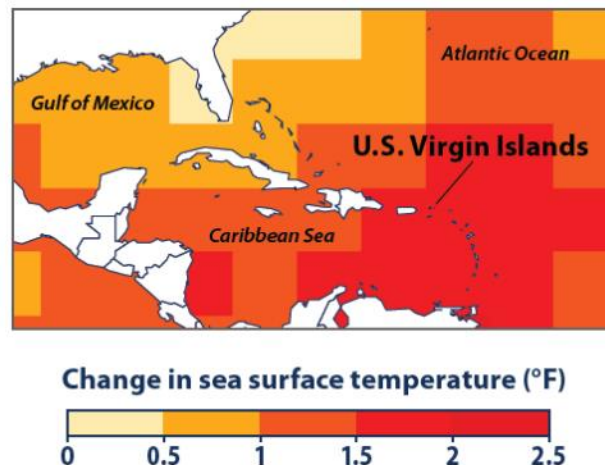 Atlantic Ocean
Gulf of Mexico
U.S. Virgin Islands
Caribbean Sea
Change in sea surface temperature (°F)
0 0.5 1 1.5 2 2.5